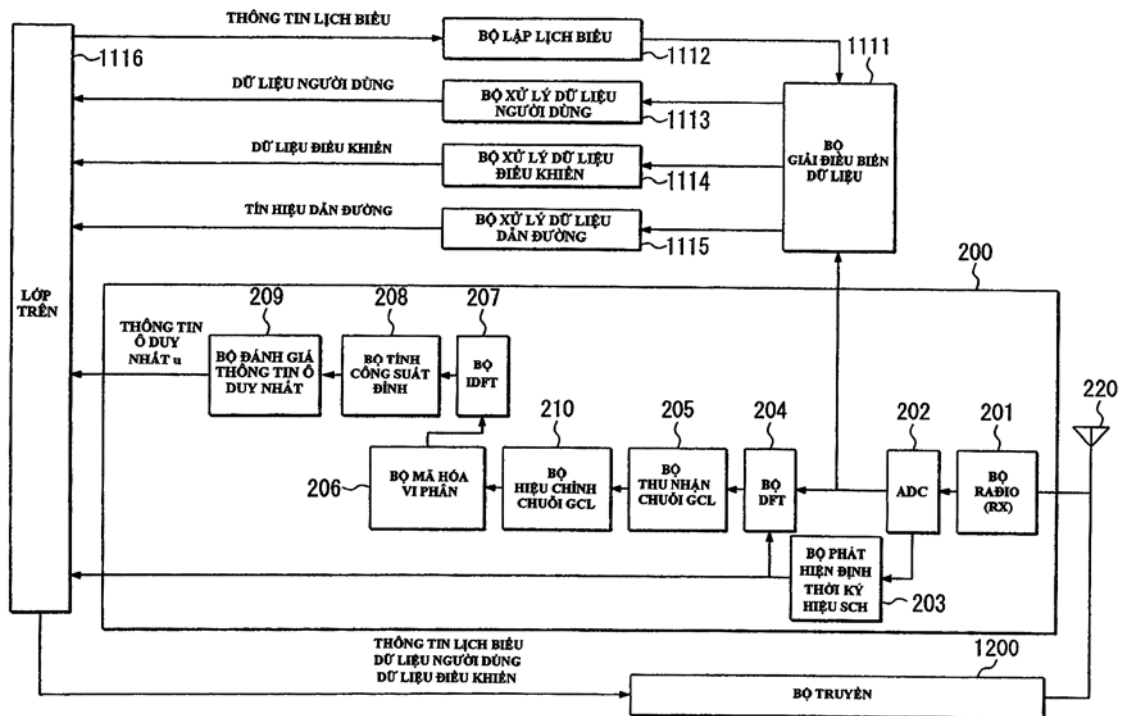 THÔNG TIN LỊCH BIỂU
1116
BỘ LẬP LỊCH BIỂU
1112
1111
DỮ LIỆU NGƯỜI DÙNG
BỘ XỬ LÝ DỮ LIỆU
NGƯỜI DÙNG
1113
BỘ
GIẢI ĐIỀU BIẾN
DỮ LIỆU
DỮ LIỆU ĐIỀU KHIỂN
BỘ XỬ LÝ DỮ LIỆU
ĐIỀU KHIỂN
1114
TÍN HIỆU DẪN ĐƯỜNG
BỘ XỬ LÝ DỮ LIỆU
DẪN ĐƯỜNG
1115
LỚP
TRÊN
200
209
208
207
THÔNG TIN
Ô DUY
NHẤT u
BỘ ĐÁNH GIÁ
THÔNG TIN Ô
DUY NHẤT
BỘ TÍNH
CÔNG SUẤT
ĐỈNH
BỘ
IDFT
210
205
204
202
201
220
206
BỘ MÃ HÓA
VI PHÂN
BỘ
HIỆU CHỈNH
CHUỖI GCL
BỘ
THU NHẬN
CHUỖI GCL
BỘ
DFT
ADC
BỘ
RAĐIO
(RX)
BỘ PHÁT
HIỆN ĐỊNH
THỜI KÝ
HIỆU SCH
203
THÔNG TIN LỊCH BIỂU
DỮ LIỆU NGƯỜI DÙNG
DỮ LIỆU ĐIỀU KHIỂN
1200
BỘ TRUYỀN